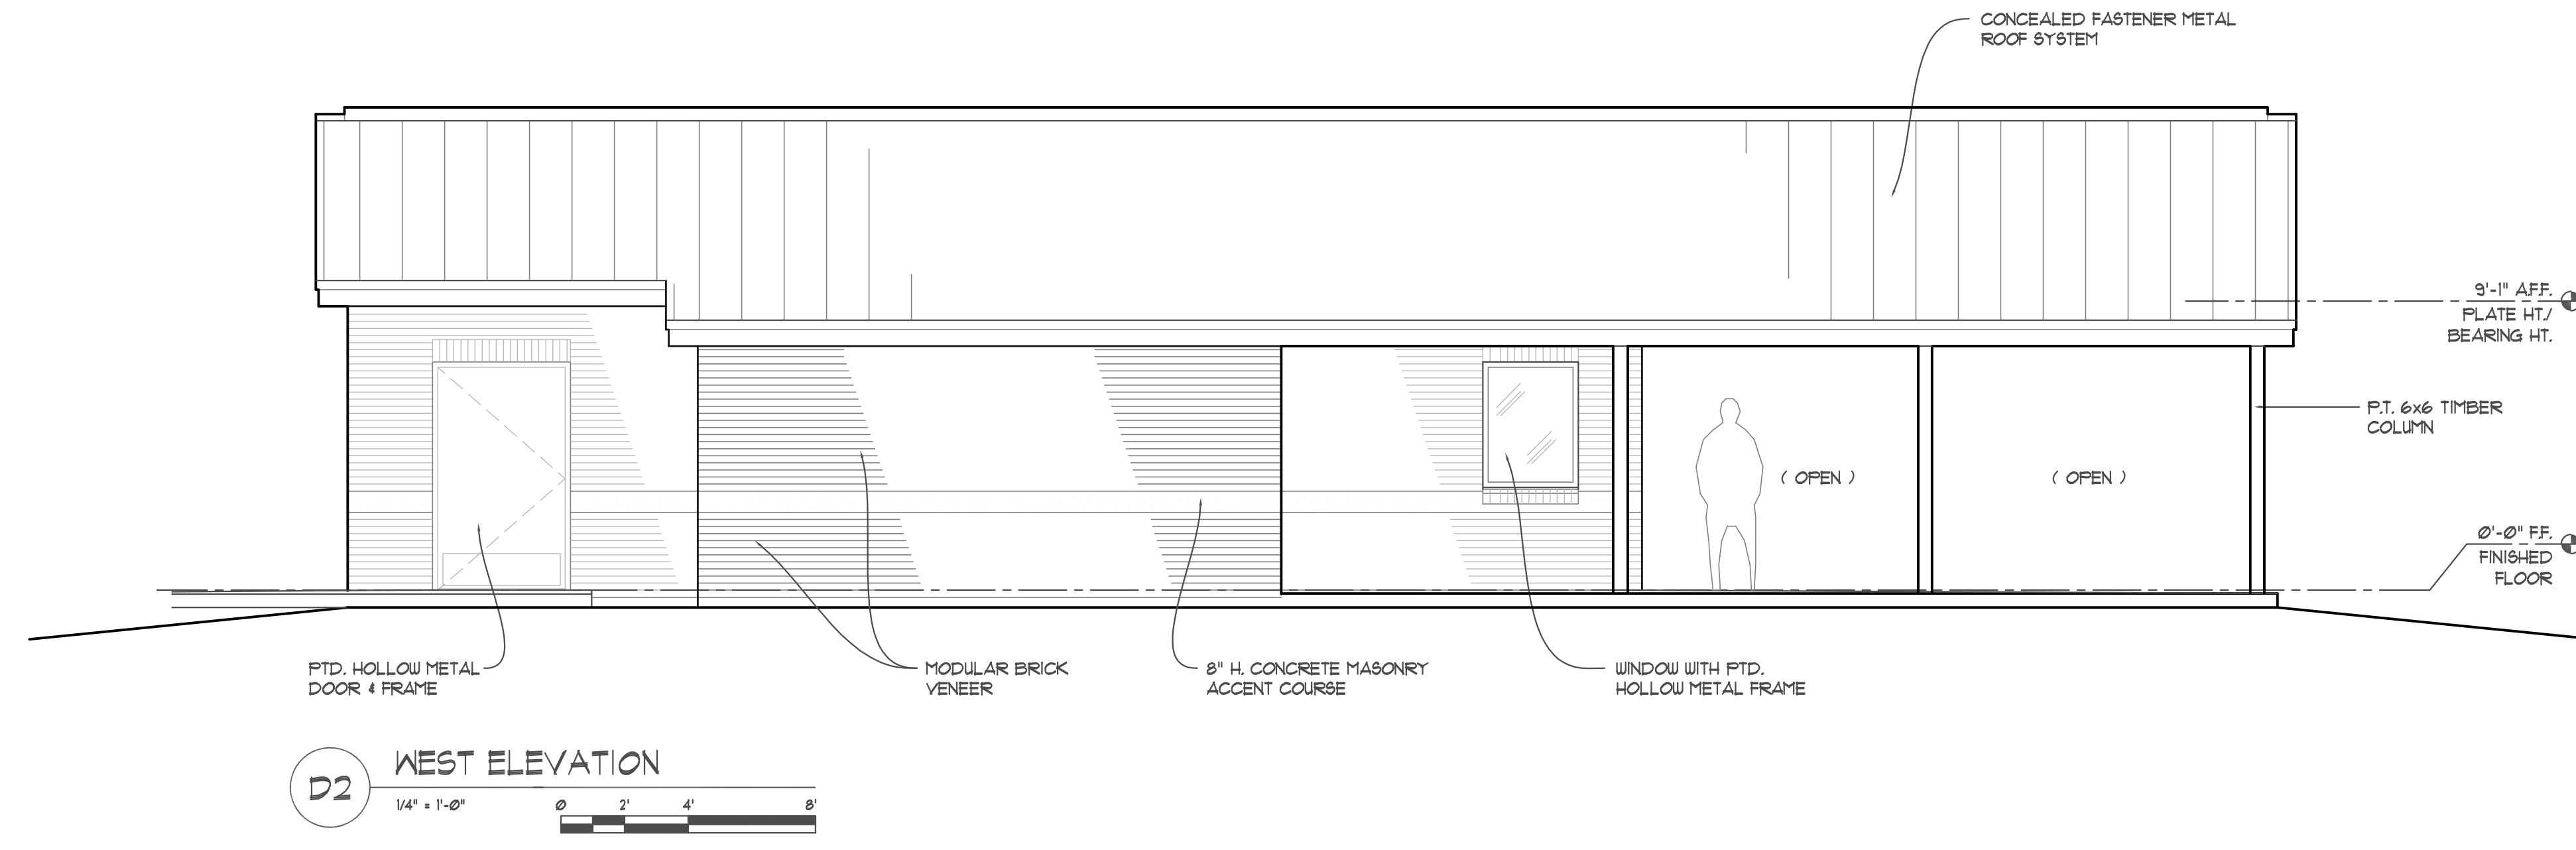 CONCEALED FASTENER METAL
ROOF SYSTEM
9'-1" A.F.F.
PLATE HT./
BEARING HT.
P.T. 6x6 TIMBER
COLUMN
( OPEN )
( OPEN )
0'-0" F.F.
FINISHED
FLOOR
PTD. HOLLOW METAL
DOOR & FRAME
MODULAR BRICK
VENEER
8" H. CONCRETE MASONRY
ACCENT COURSE
WINDOW WITH PTD.
HOLLOW METAL FRAME
D2
WEST ELEVATION
1/4" = 1'-0"
0 2' 4' 8'